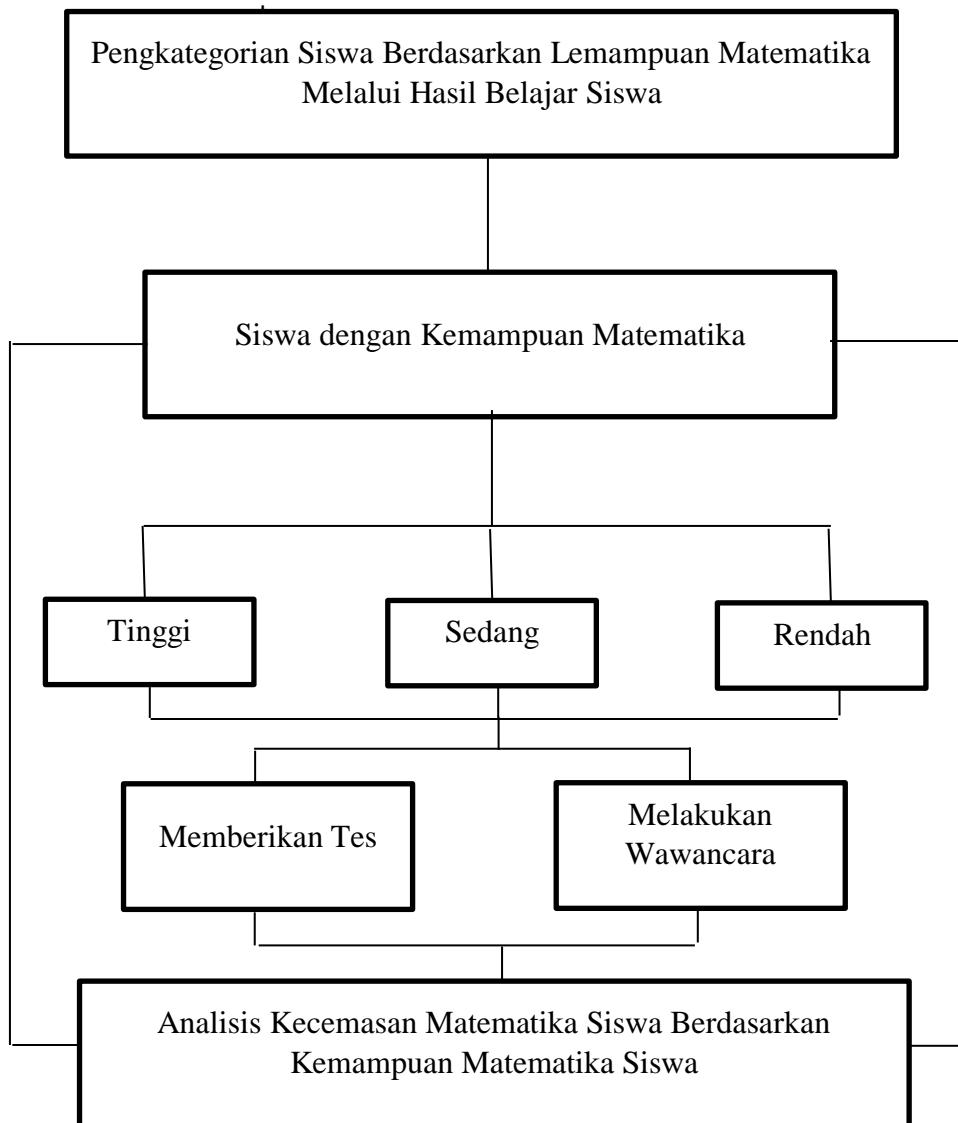 Pengkategorian Siswa Berdasarkan Lemampuan Matematika
Melalui Hasil Belajar Siswa
Siswa dengan Kemampuan Matematika
Tinggi
Sedang
Rendah
Memberikan Tes
Melakukan
Wawancara
Analisis Kecemasan Matematika Siswa Berdasarkan
Kemampuan Matematika Siswa